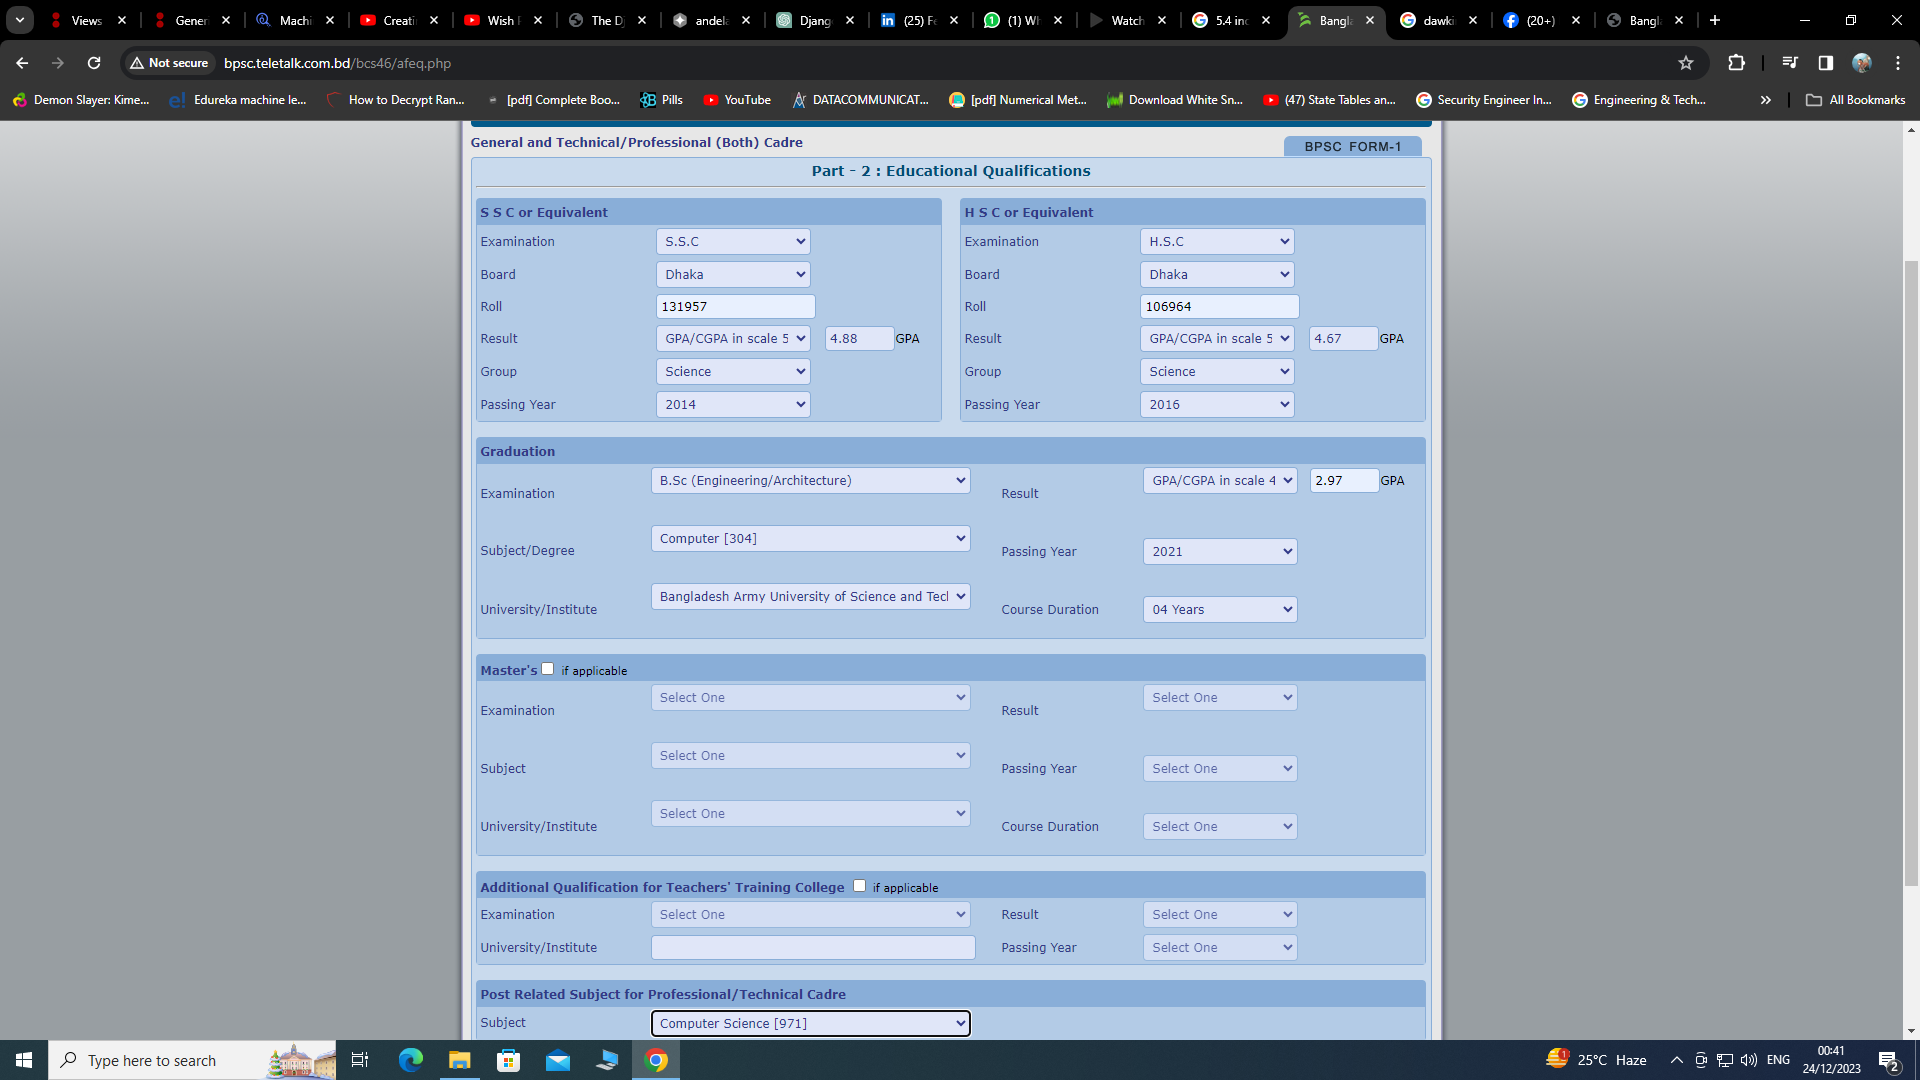 Views
Generi
Machi
Creati
Wish F
The Dj
andela
Djang
(25) Fe
(1) Wh
Watch
5.4 inc
Bangla
dawki
(20+)
Bangl
Not secure
bpsc.teletalk.com.bd/bcs46/afeq.php
Demon Slayer: Kime...
Edureka machine le...
How to Decrypt Ran...
[pdf] Complete Boo...
Pills
YouTube
DATACOMMUNICAT...
[pdf] Numerical Met...
Download White Sn...
(47) State Tables an...
Security Engineer In...
Engineering & Tech...
All Bookmarks
General and Technical/Professional (Both) Cadre
BPSC FORM-1
Part - 2 : Educational Qualifications
S S C or Equivalent
Examination S.S.C
Board Dhaka
Roll 131957
Result GPA/CGPA in scale 5 4.88 GPA
Group Science
Passing Year 2014
H S C or Equivalent
Examination H.S.C
Board Dhaka
Roll 106964
Result GPA/CGPA in scale 5 4.67 GPA
Group Science
Passing Year 2016
Graduation
Examination B.Sc (Engineering/Architecture) Result GPA/CGPA in scale 4 2.97 GPA
Subject/Degree Computer [304] Passing Year 2021
University/Institute Bangladesh Army University of Science and Tecl Course Duration 04 Years
Master's if applicable
Examination Select One Result Select One
Subject Select One Passing Year Select One
University/Institute Select One Course Duration Select One
Additional Qualification for Teachers' Training College if applicable
Examination Select One Result Select One
University/Institute Passing Year Select One
Post Related Subject for Professional/Technical Cadre
Subject Computer Science [971]
Type here to search
1
25°C Haze
ENG
00:41
24/12/2023
2